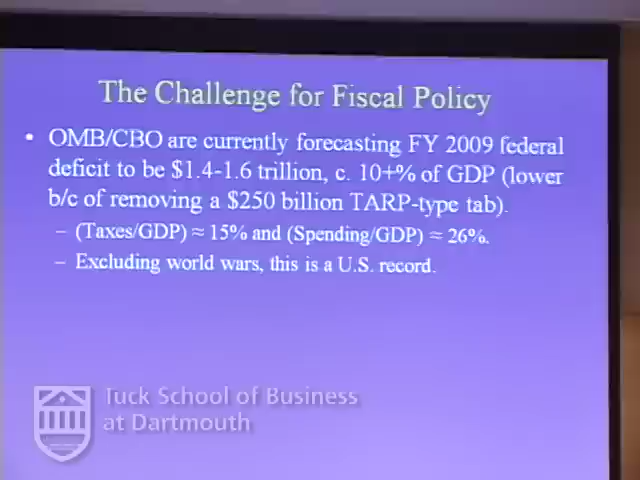 The Challenge for Fiscal Policy
• OMB/CBO are currently forecasting FY 2009 federal
deficit to be $1.4-1.6 trillion, c. 10+% of GDP (lower
b/c of removing a $250 billion TARP-type tab).
– (Taxes/GDP) ≈ 15% and (Spending/GDP) ≈ 26%.
– Excluding world wars, this is a U.S. record.
Tuck School of Business
at Dartmouth